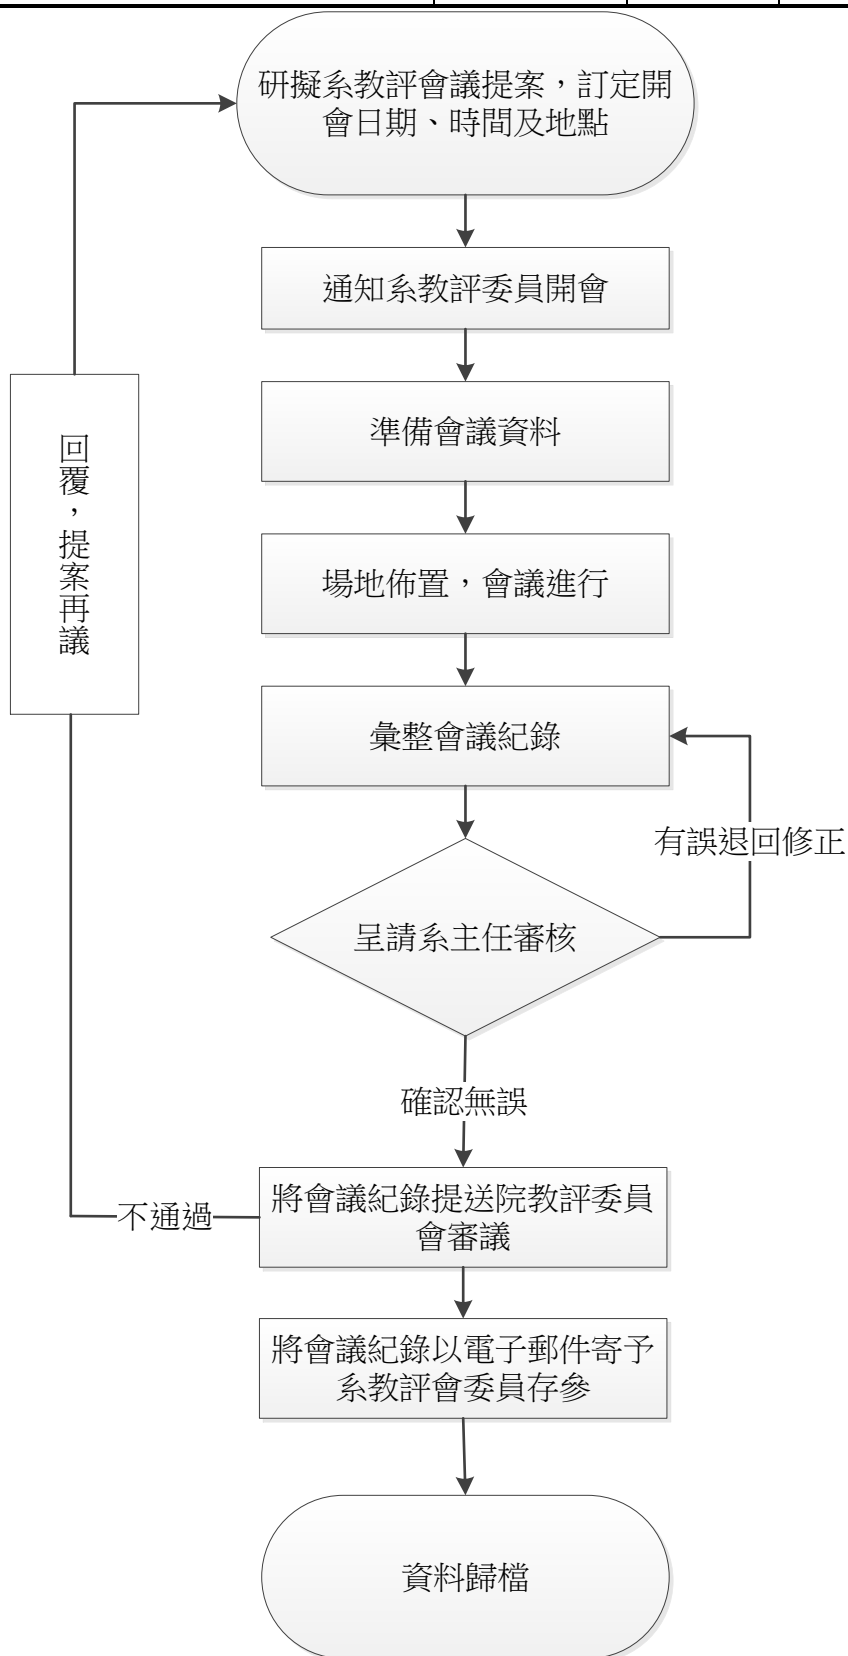 研擬系教評會議提案，訂定開
會日期、時間及地點
通知系教評委員開會
準備會議資料
回覆，提案再議
場地佈置，會議進行
彙整會議紀錄
有誤退回修正
呈請系主任審核
確認無誤
將會議紀錄提送院教評委員
會審議
不通過
將會議紀錄以電子郵件寄予
系教評會委員存參
資料歸檔